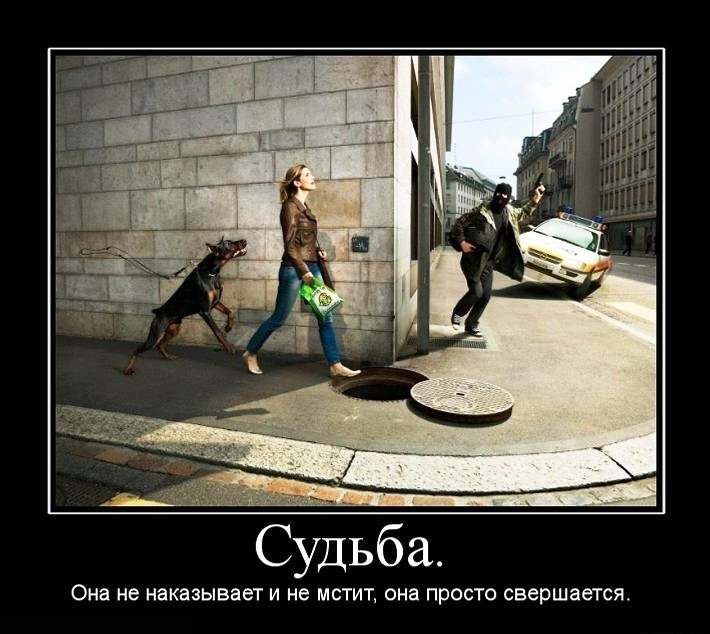 Судьба.
Она не наказывает и не мстит, она просто свершается.